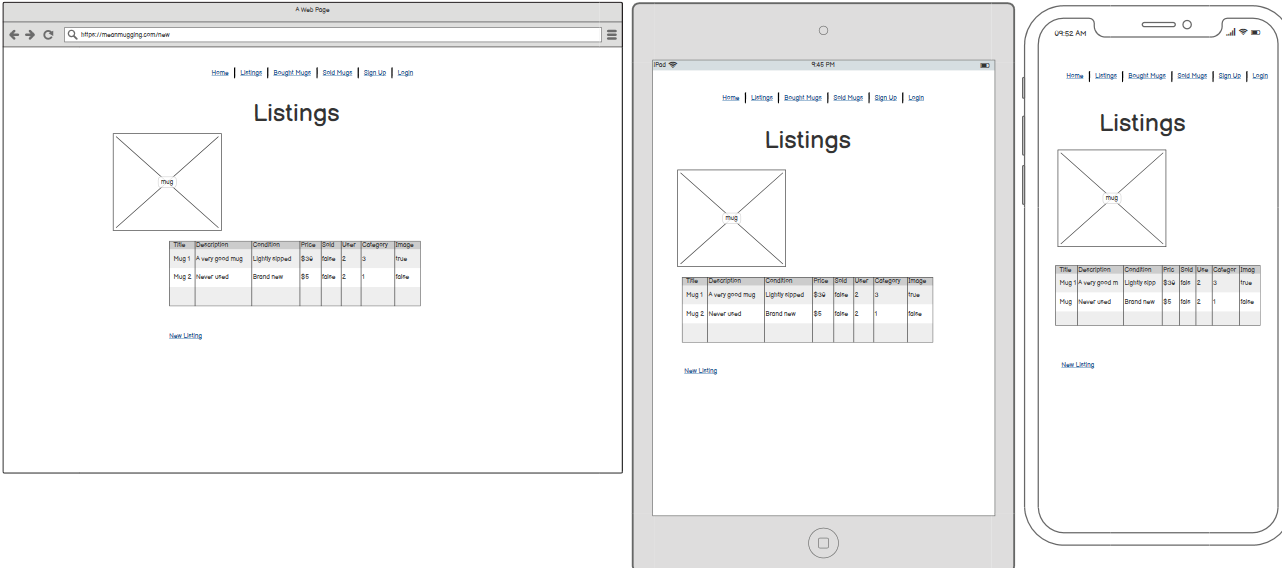 A Web Page
https://meanmugging.com/new
Home | Listings | Bought Mugs | Sold Mugs | Sign Up | Login
Listings
mug
Title Description Condition Price Sold User Category Image
Mug 1 A very good mug Lightly sipped $39 false 2 3 true
Mug 2 Never used Brand new $5 false 2 1 false
New Listing
iPad 9:45 PM
Home | Listings | Bought Mugs | Sold Mugs | Sign Up | Login
Listings
mug
Title Description Condition Price Sold User Category Image
Mug 1 A very good mug Lightly sipped $39 false 2 3 true
Mug 2 Never used Brand new $5 false 2 1 false
New Listing
09:52 AM
Home | Listings | Bought Mugs | Sold Mugs | Sign Up | Login
Listings
mug
Title Description Condition Pric Sold Use Categor Imag
Mug 1 A very good m Lightly sipp $39 fals 2 3 true
Mug Never used Brand new $5 fals 2 1 false
New Listing